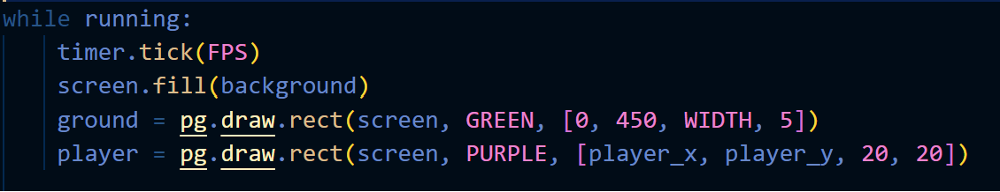 while running:
    timer.tick(FPS)
    screen.fill(background)
    ground = pg.draw.rect(screen, GREEN, [0, 450, WIDTH, 5])
    player = pg.draw.rect(screen, PURPLE, [player_x, player_y, 20, 20])